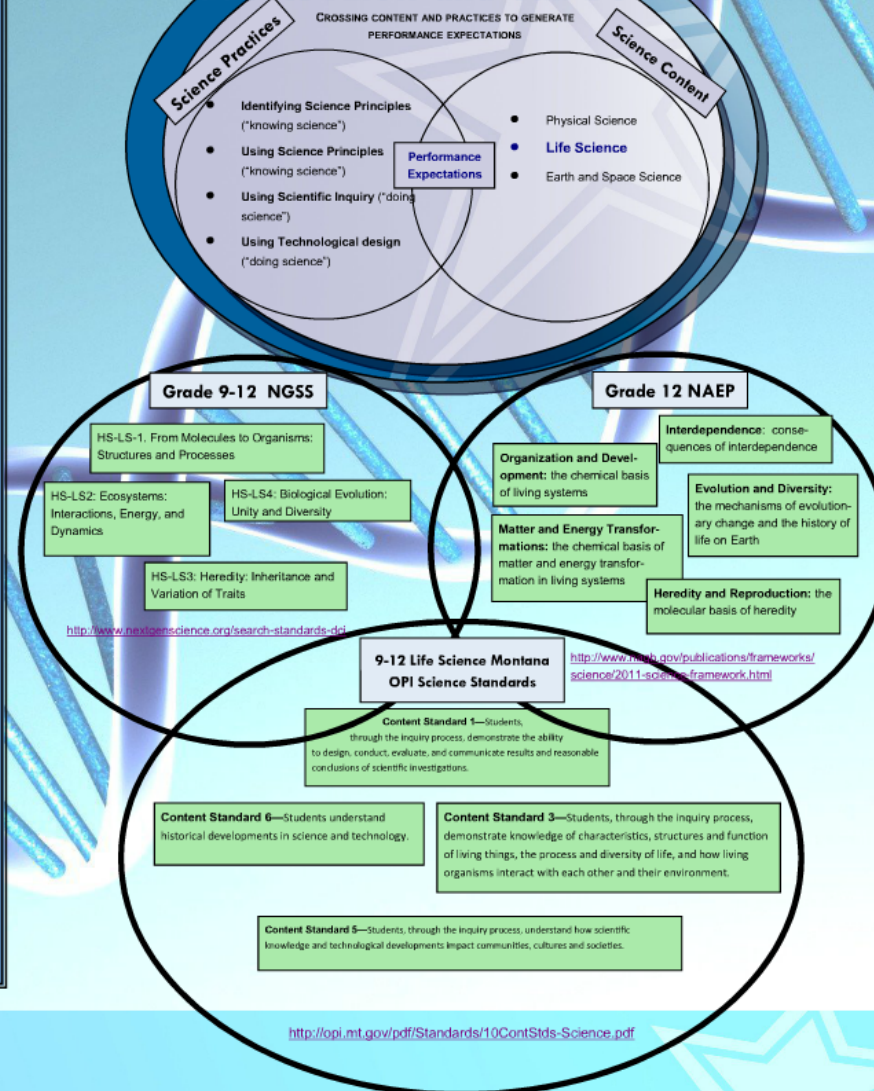 CROSSING CONTENT AND PRACTICES TO GENERATE
PERFORMANCE EXPECTATIONS
Science Practices
Science Content
Identifying Science Principles
("knowing science")
Using Science Principles
("knowing science")
Using Scientific Inquiry ("doing
science")
Using Technological design
("doing science")
Performance
Expectations
Physical Science
Life Science
Earth and Space Science
Grade 9-12 NGSS
HS-LS-1. From Molecules to Organisms:
Structures and Processes
HS-LS2: Ecosystems:
Interactions, Energy, and
Dynamics
HS-LS4: Biological Evolution:
Unity and Diversity
HS-LS3: Heredity: Inheritance and
Variation of Traits
http://www.nextgenscience.org/search-standards-dci
Grade 12 NAEP
Interdependence: conse-
quences of interdependence
Organization and Devel-
opment: the chemical basis
of living systems
Evolution and Diversity:
the mechanisms of evolution-
ary change and the history of
life on Earth
Matter and Energy Transfor-
mations: the chemical basis of
matter and energy transfor-
mation in living systems
Heredity and Reproduction: the
molecular basis of heredity
http://www.nagb.gov/publications/frameworks/
science/2011-science-framework.html
9-12 Life Science Montana
OPI Science Standards
Content Standard 1—Students,
through the inquiry process, demonstrate the ability
to design, conduct, evaluate, and communicate results and reasonable
conclusions of scientific investigations.
Content Standard 6—Students understand
historical developments in science and technology.
Content Standard 3—Students, through the inquiry process,
demonstrate knowledge of characteristics, structures and function
of living things, the process and diversity of life, and how living
organisms interact with each other and their environment.
Content Standard 5—Students, through the inquiry process, understand how scientific
knowledge and technological developments impact communities, cultures and societies.
http://opi.mt.gov/pdf/Standards/10ContStds-Science.pdf